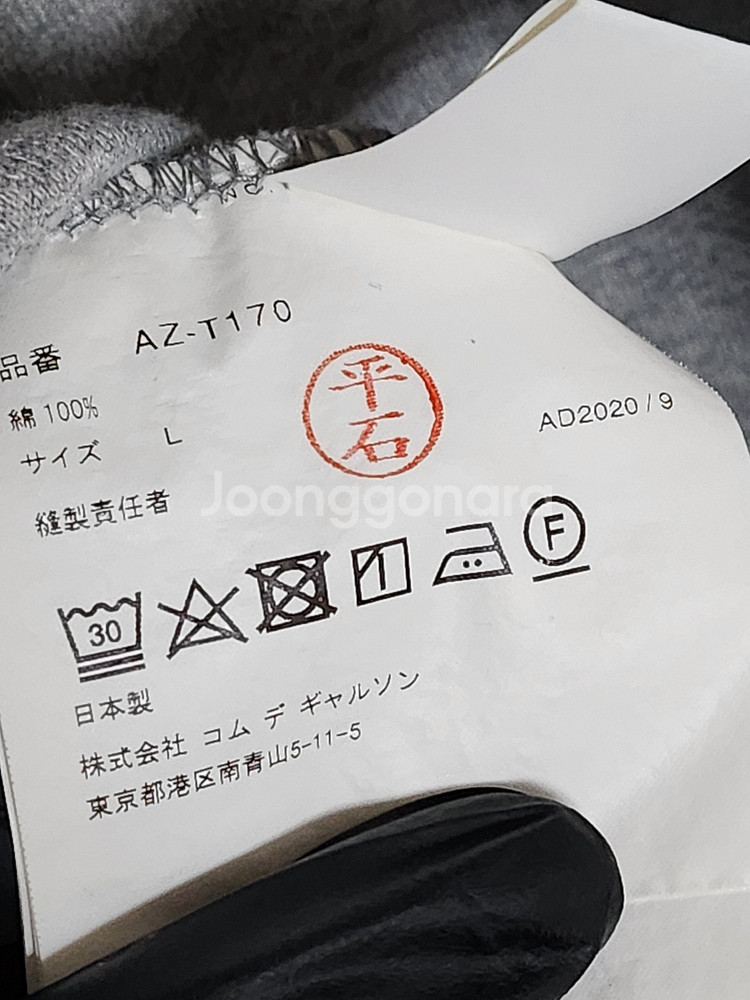 品番 AZ-T170
綿 100%
サイズ L
平石
AD2020/9
縫製責任者
Joonggonara
30
F
日本製
株式会社 コム デ ギャルソン
東京都港区南青山5-11-5